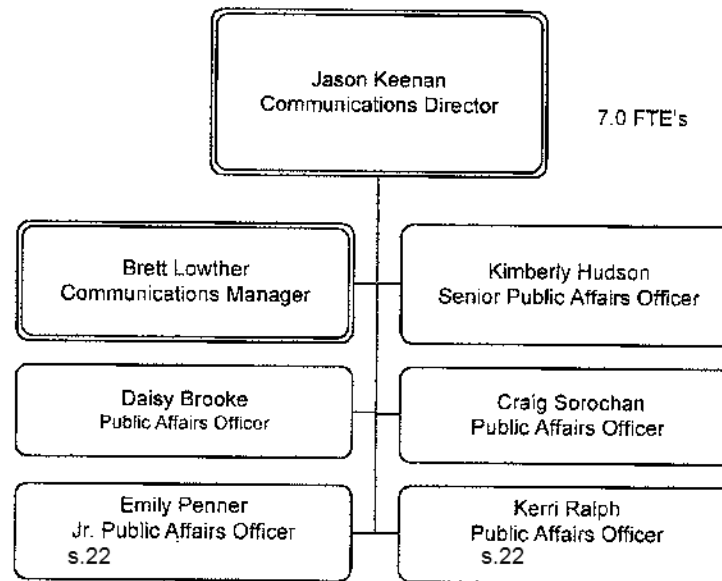 Jason Keenan
Communications Director
7.0 FTE's
Brett Lowther
Communications Manager
Kimberly Hudson
Senior Public Affairs Officer
Daisy Brooke
Public Affairs Officer
Craig Sorochan
Public Affairs Officer
Emily Penner
Jr. Public Affairs Officer
s.22
Kerri Ralph
Public Affairs Officer
s.22